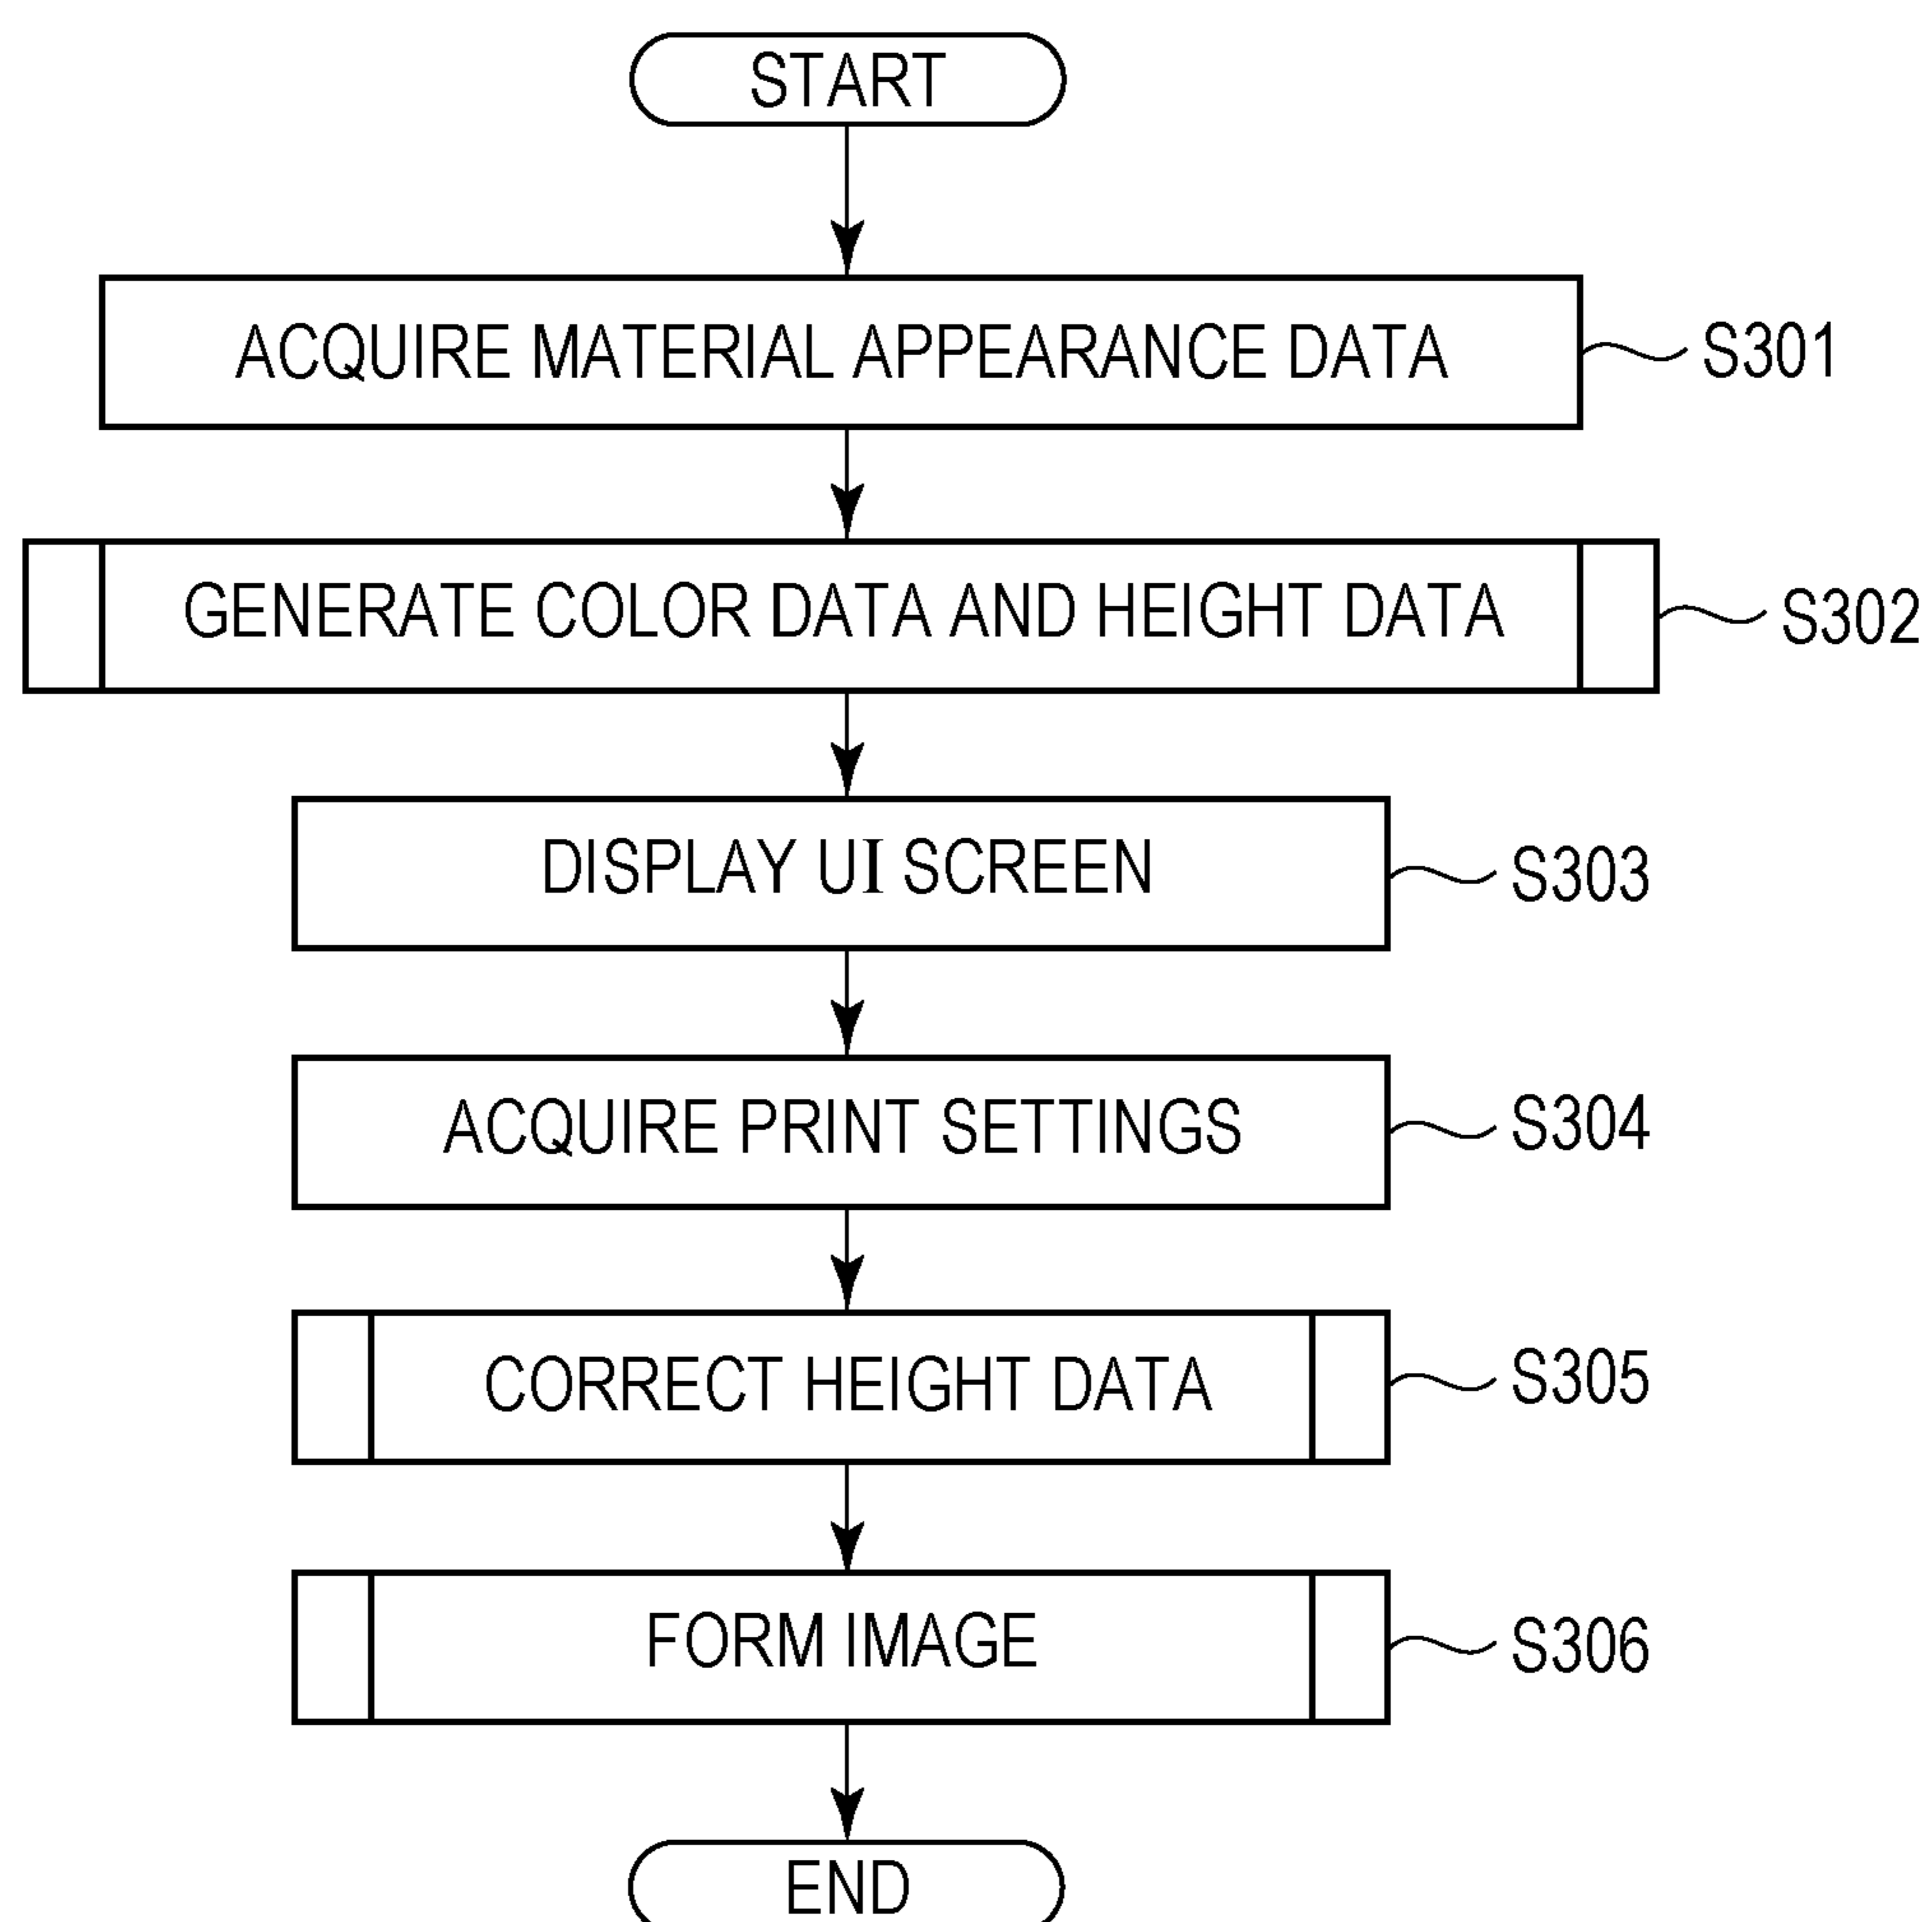 START
ACQUIRE MATERIAL APPEARANCE DATA
S301
GENERATE COLOR DATA AND HEIGHT DATA
S302
DISPLAY UI SCREEN
S303
ACQUIRE PRINT SETTINGS
S304
CORRECT HEIGHT DATA
S305
FORM IMAGE
S306
END